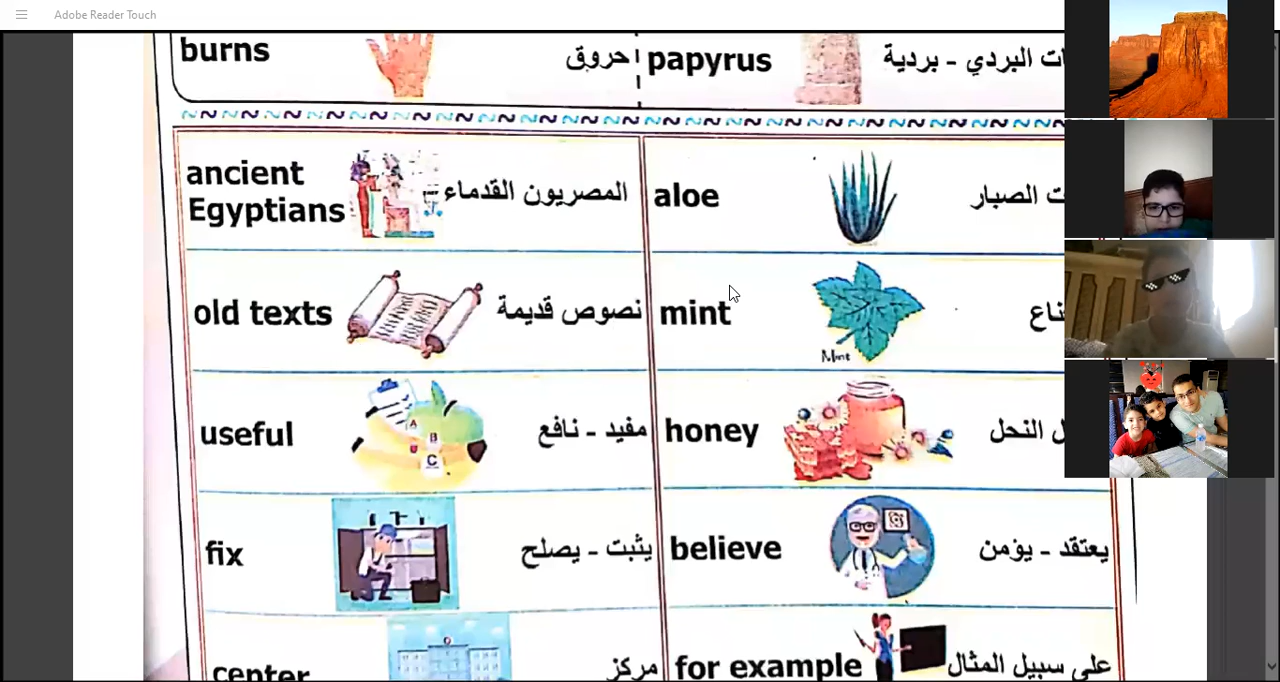 Adobe Reader Touch
burns حروق papyrus ات البردي - بردية
ancient
Egyptians المصريون القدماء aloe ت الصبار
old texts نصوص قديمة mint ناع
Mint
useful مفيد - نافع honey ل النحل
A
B
C
fix يثبت - يصلح believe يعتقد - يؤمن
center مركز for example على سبيل المثال